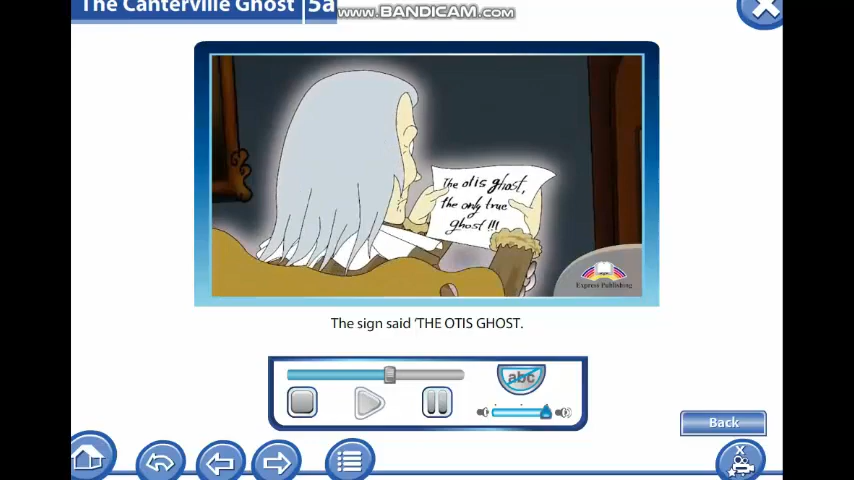 The Canterville Ghost 5a
www.BANDICAM.com
The otis ghost,
the only true
ghost !!!
Express Publishing
The sign said 'THE OTIS GHOST.
abc
Back
X